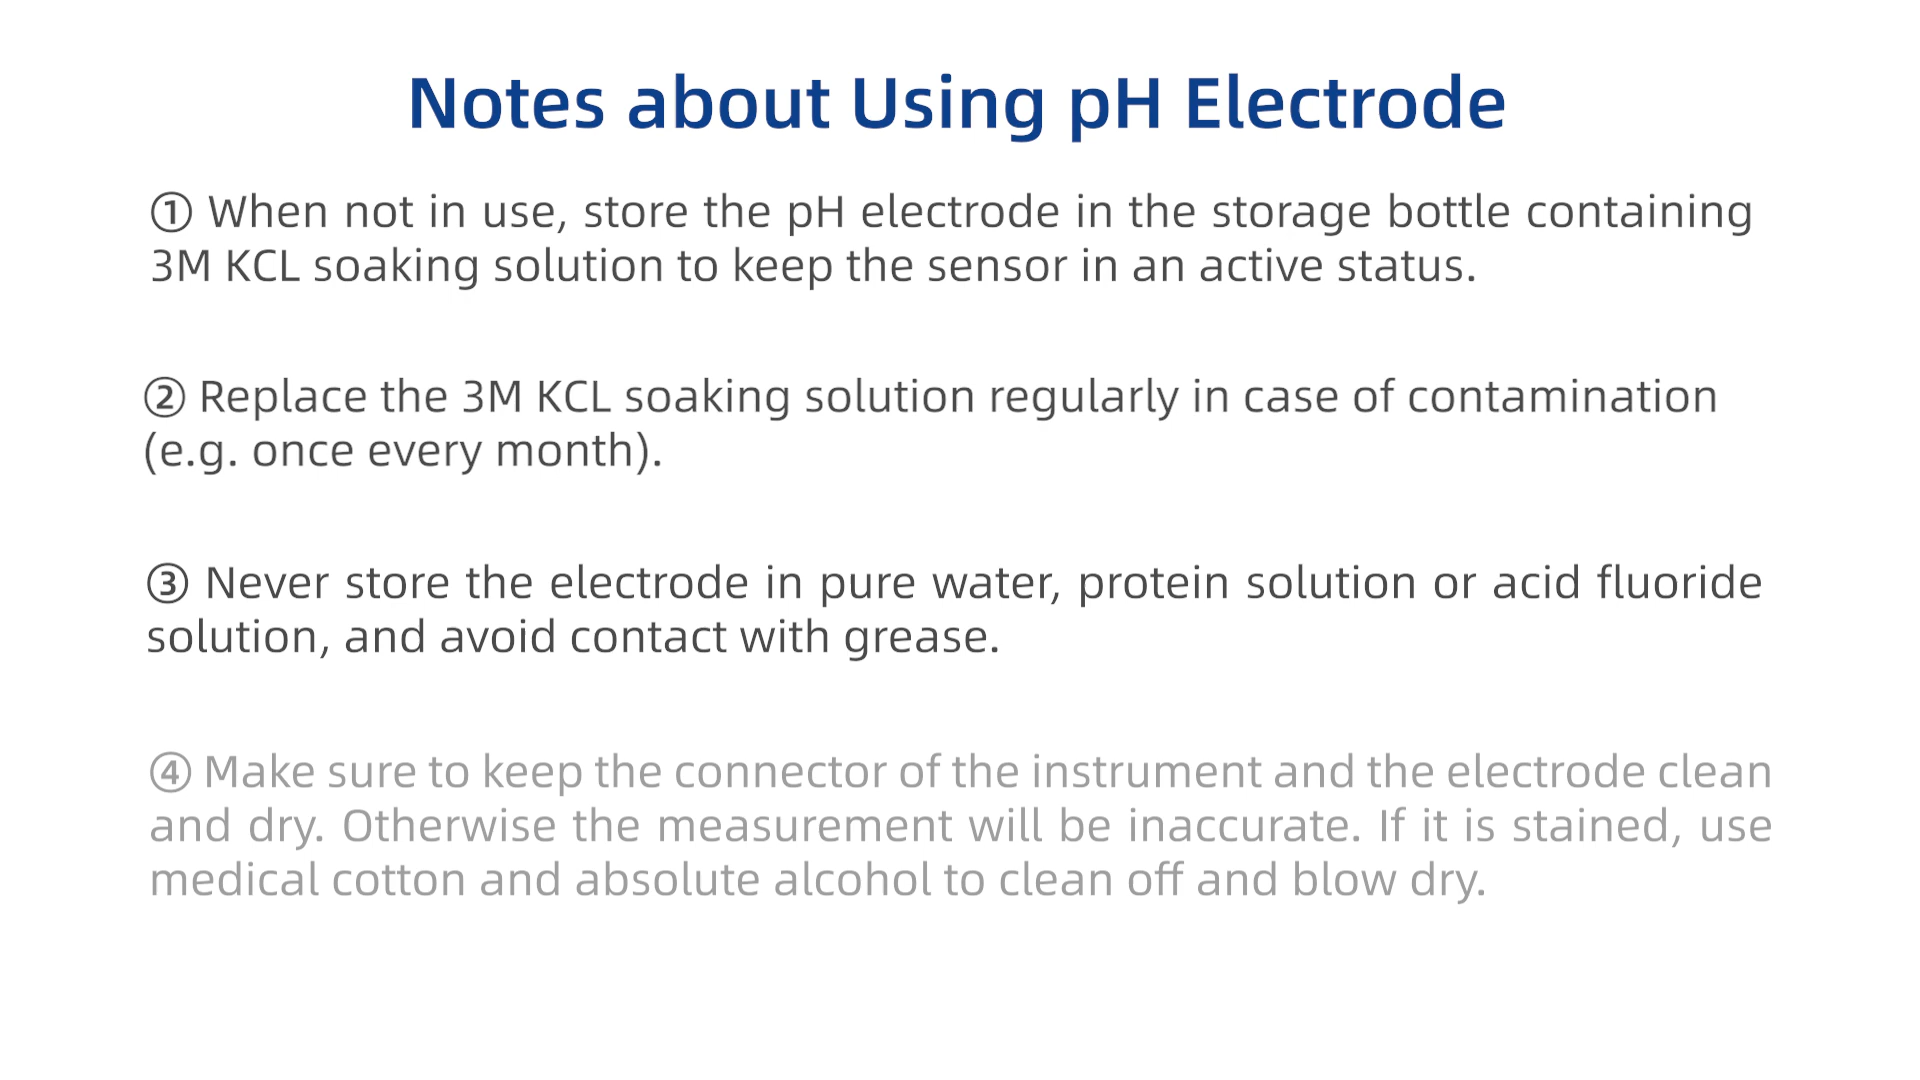 Notes about Using pH Electrode
① When not in use, store the pH electrode in the storage bottle containing
3M KCL soaking solution to keep the sensor in an active status.
② Replace the 3M KCL soaking solution regularly in case of contamination
(e.g. once every month).
③ Never store the electrode in pure water, protein solution or acid fluoride
solution, and avoid contact with grease.
④ Make sure to keep the connector of the instrument and the electrode clean
and dry. Otherwise the measurement will be inaccurate. If it is stained, use
medical cotton and absolute alcohol to clean off and blow dry.